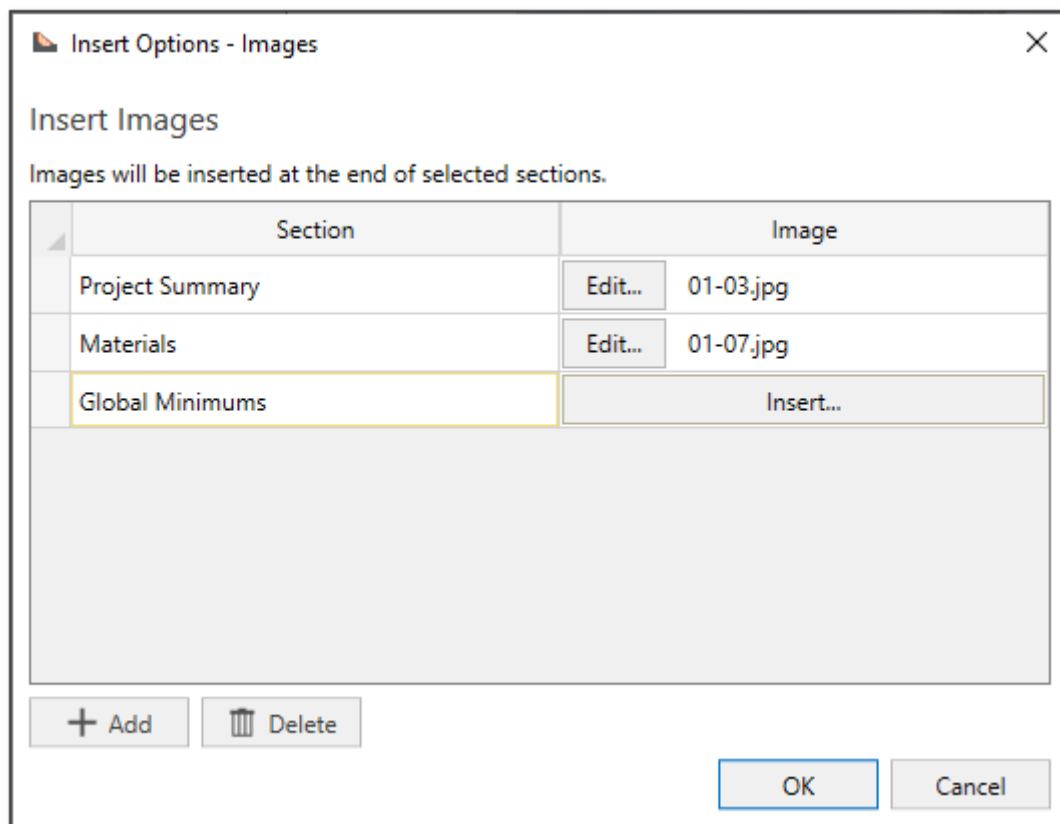 Insert Options - Images
Insert Images
Images will be inserted at the end of selected sections.
Section Image
Project Summary Edit... 01-03.jpg
Materials Edit... 01-07.jpg
Global Minimums Insert...
Add Delete
OK Cancel